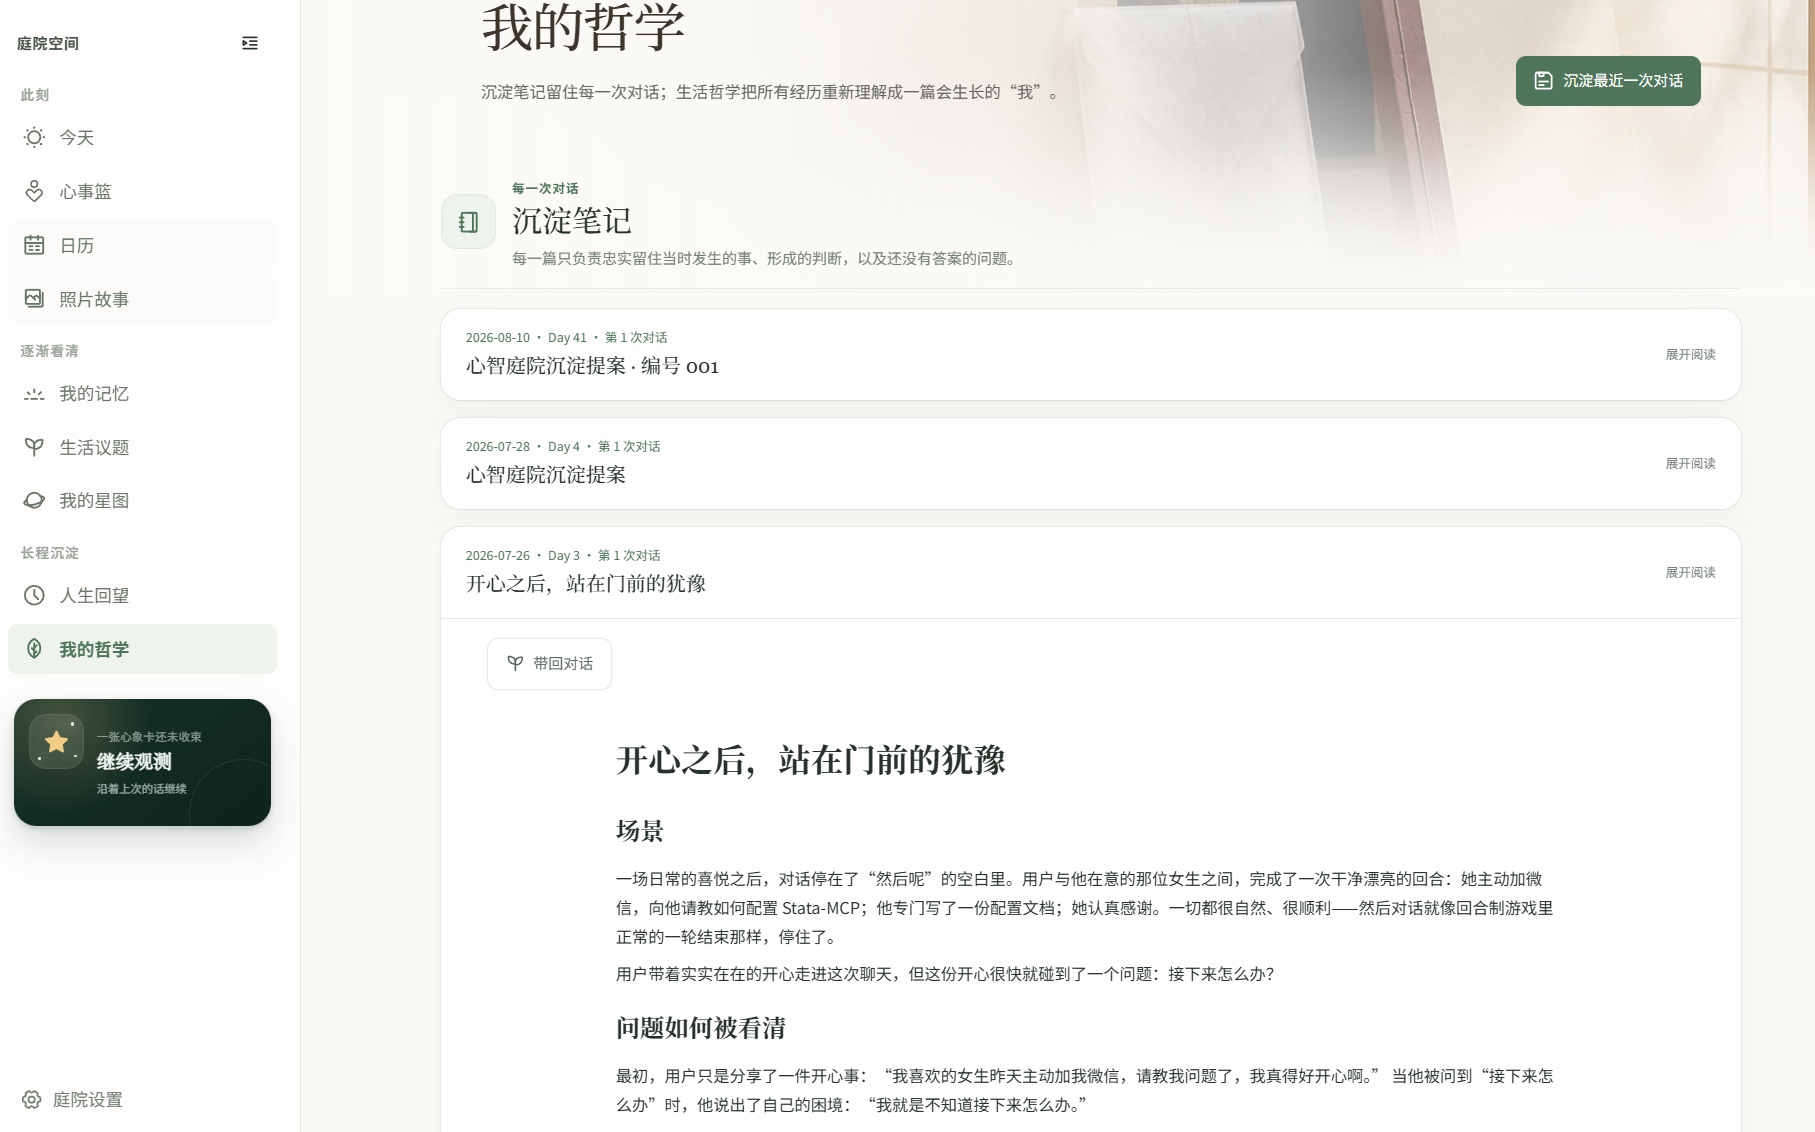 庭院空间
此刻
今天
心事篮
日历
照片故事
逐渐看清
我的记忆
生活议题
我的星图
长程沉淀
人生回望
我的哲学
一张心象卡还未收束
继续观测
沿着上次的话继续
庭院设置
我的哲学
沉淀笔记留住每一次对话；生活哲学把所有经历重新理解成一篇会生长的“我”。
沉淀最近一次对话
每一次对话
沉淀笔记
每一篇只负责忠实留住当时发生的事、形成的判断，以及还没有答案的问题。
2026-08-10 · Day 41 · 第 1 次对话
心智庭院沉淀提案 · 编号 001
展开阅读
2026-07-28 · Day 4 · 第 1 次对话
心智庭院沉淀提案
展开阅读
2026-07-26 · Day 3 · 第 1 次对话
开心之后，站在门前的犹豫
展开阅读
带回对话
开心之后，站在门前的犹豫
场景
一场日常的喜悦之后，对话停在了“然后呢”的空白里。用户与他在意的那位女生之间，完成了一次干净漂亮的回合：她主动加微
信，向他请教如何配置 Stata-MCP；他专门写了一份配置文档；她认真感谢。一切都很自然、很顺利——然后对话就像回合制游戏里
正常的一轮结束那样，停住了。
用户带着实实在在的开心走进这次聊天，但这份开心很快就碰到了一个问题：接下来怎么办？
问题如何被看清
最初，用户只是分享了一件开心事：“我喜欢的女生昨天主动加我微信，请教我问题了，我真得好开心啊。” 当他被问到“接下来怎
么办”时，他说出了自己的困境：“我就是不知道接下来怎么办。”